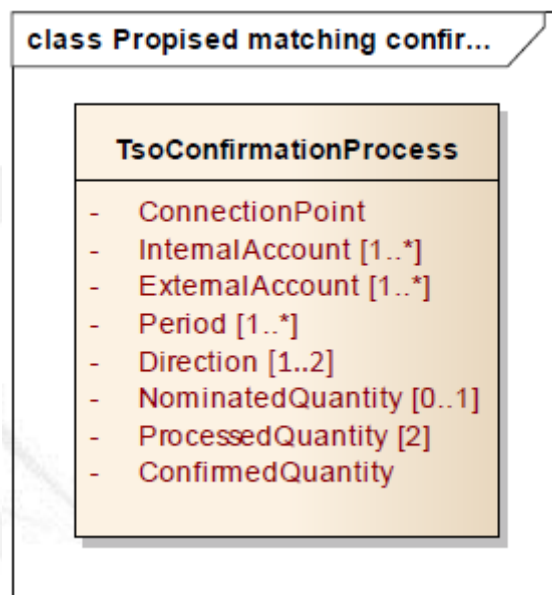 class Propised matching confir...
TsoConfirmationProcess
- ConnectionPoint
- InternalAccount [1..*]
- ExternalAccount [1..*]
- Period [1..*]
- Direction [1..2]
- NominatedQuantity [0..1]
- ProcessedQuantity [2]
- ConfirmedQuantity